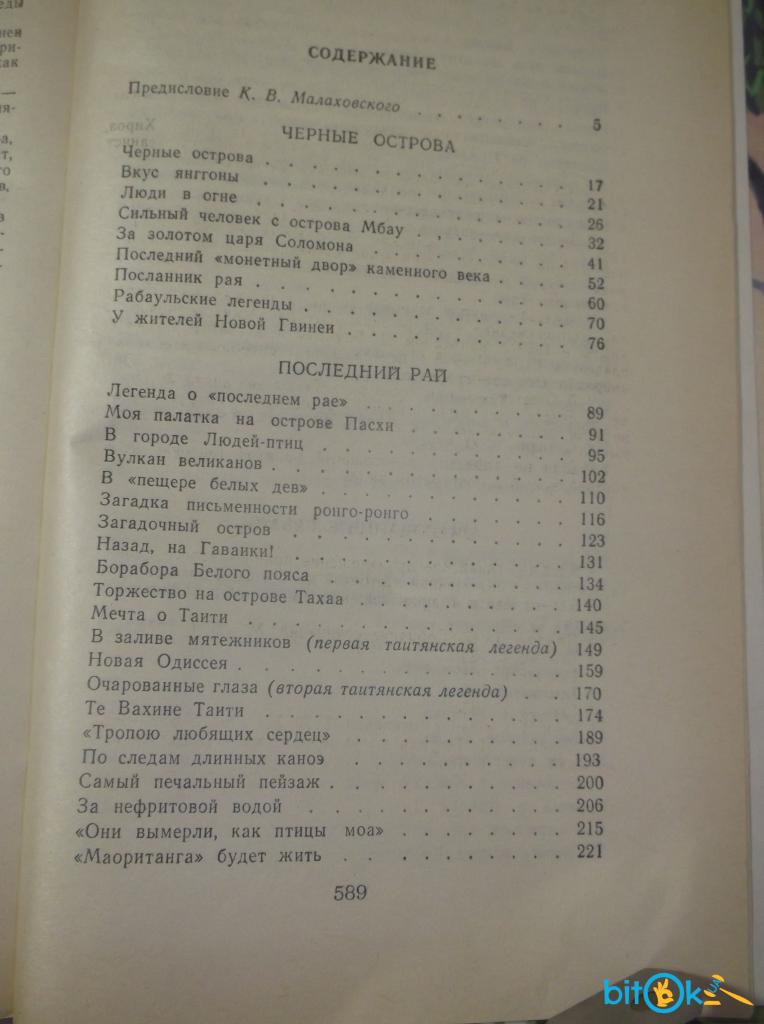 СОДЕРЖАНИЕ
Предисловие К. В. Малаховского . . . . . . . . 5
ЧЕРНЫЕ ОСТРОВА
Черные острова . . . . . . . . . . . . . 17
Вкус янггоны . . . . . . . . . . . . . 21
Люди в огне . . . . . . . . . . . . . 26
Сильный человек с острова Мбау . . . . . . . 32
За золотом царя Соломона . . . . . . . . . 41
Последний «монетный двор» каменного века . . . . 52
Посланник рая . . . . . . . . . . . . . 60
Рабаульские легенды . . . . . . . . . . . 70
У жителей Новой Гвинеи . . . . . . . . . . 76
ПОСЛЕДНИЙ РАЙ
Легенда о «последнем рае» . . . . . . . . . 89
Моя палатка на острове Пасхи . . . . . . . . 91
В городе Людей-птиц . . . . . . . . . . . 95
Вулкан великанов . . . . . . . . . . . . 102
В «пещере белых дев» . . . . . . . . . . . 110
Загадка письменности ронго-ронго . . . . . . . 116
Загадочный остров . . . . . . . . . . . . 123
Назад, на Гаваики! . . . . . . . . . . . . 131
Борабора Белого пояса . . . . . . . . . . 134
Торжество на острове Тахаа . . . . . . . . . 140
Мечта о Таити . . . . . . . . . . . . . 145
В заливе мятежников (первая таитянская легенда) 149
Новая Одиссея . . . . . . . . . . . . . 159
Очарованные глаза (вторая таитянская легенда) . . 170
Те Вахине Таити . . . . . . . . . . . . 174
«Тропою любящих сердец» . . . . . . . . . . 189
По следам длинных каноэ . . . . . . . . . . 193
Самый печальный пейзаж . . . . . . . . . . 200
За нефритовой водой . . . . . . . . . . . 206
«Они вымерли, как птицы моа» . . . . . . . . 215
«Маоританга» будет жить . . . . . . . . . . 221
589